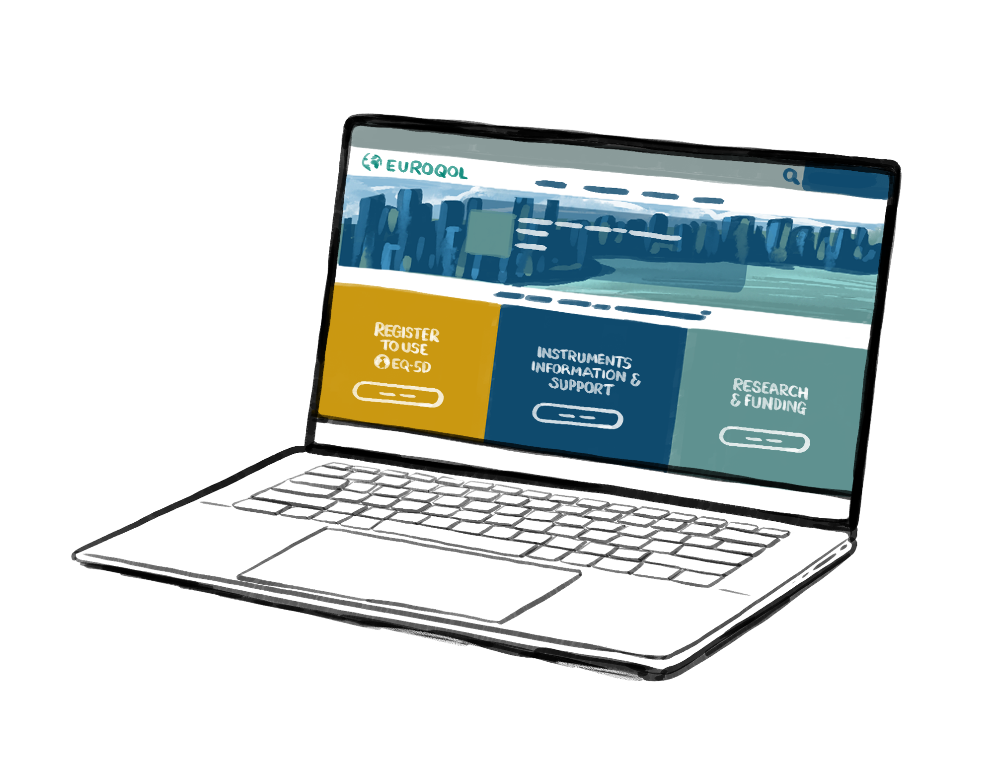 EUROQOL
REGISTER
TO USE
EQ-5D
INSTRUMENTS
INFORMATION &
SUPPORT
RESEARCH
& FUNDING